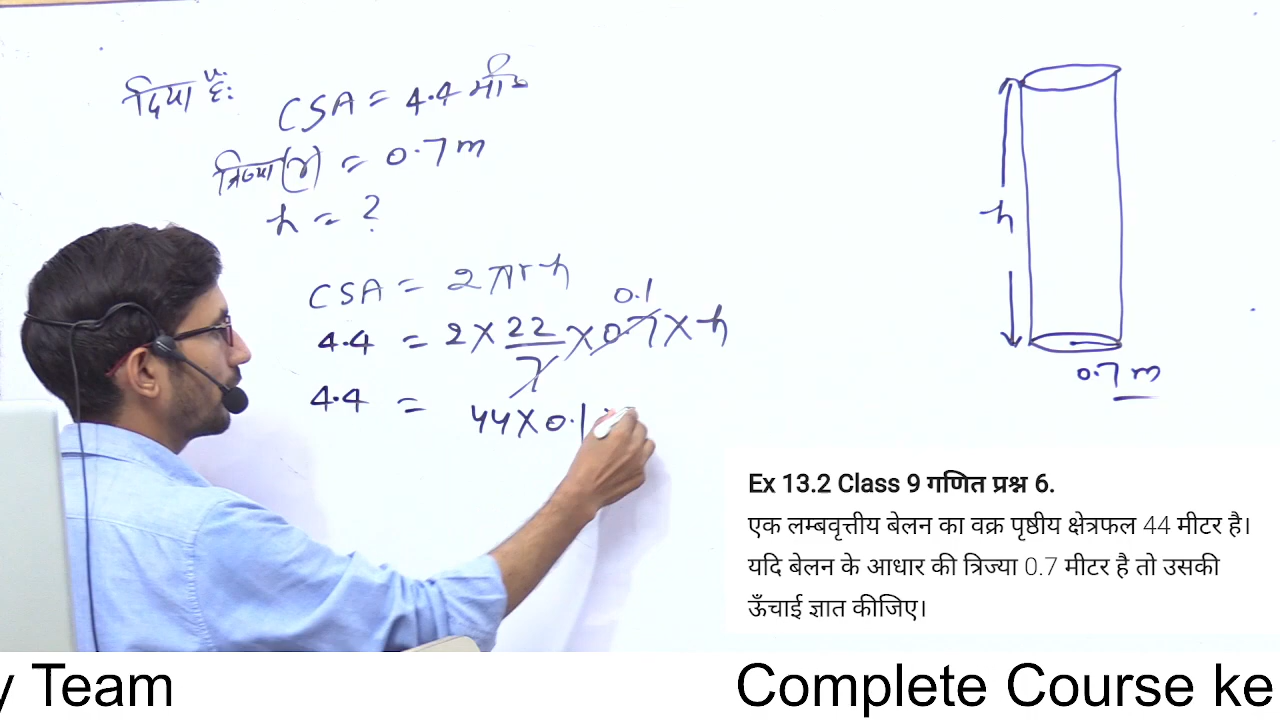 दिया है:
CSA = 4.4 मी²
त्रिज्या (r) = 0.7 m
h = ?
CSA = 2πrh
0.1
4.4 = 2 × 22/7 × 0.7 × h
4.4 = 44 × 0.1
h
0.7 m
Ex 13.2 Class 9 गणित प्रश्न 6.
एक लम्बवृत्तीय बेलन का वक्र पृष्ठीय क्षेत्रफल 44 मीटर है।
यदि बेलन के आधार की त्रिज्या 0.7 मीटर है तो उसकी
ऊँचाई ज्ञात कीजिए।
y Team
Complete Course ke